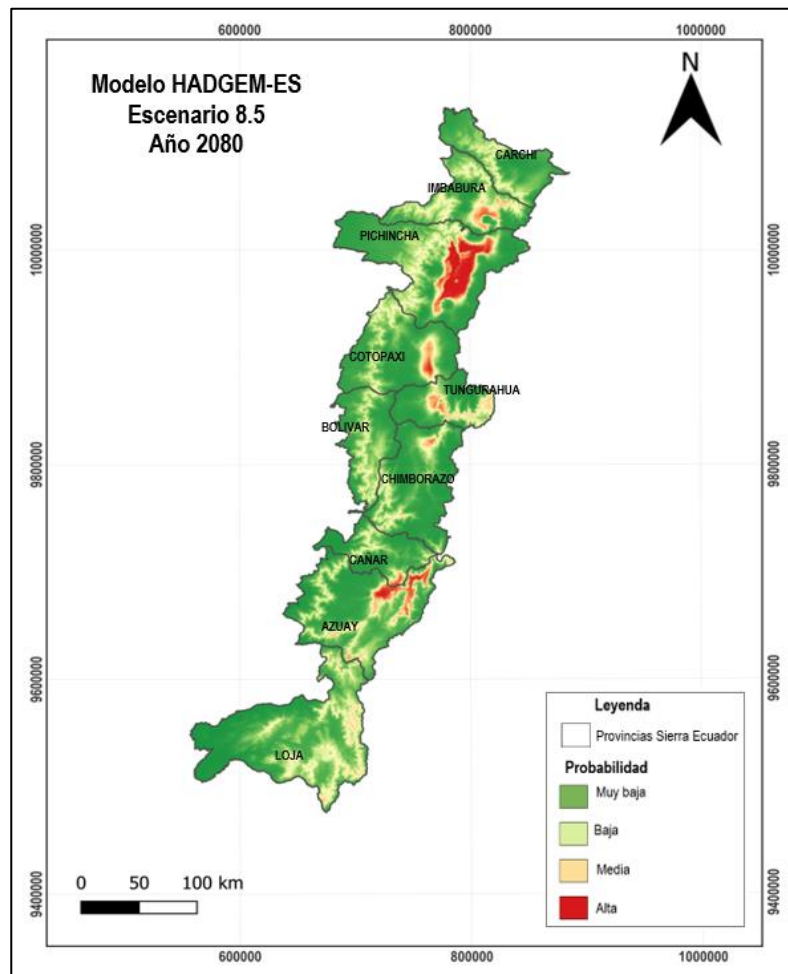 600000 800000 1000000
Modelo HADGEM-ES
Escenario 8.5
Año 2080
N
CARCHI
IMBABURA
PICHINCHA
10000000 10000000
COTOPAXI
TUNGURAHUA
BOLIVAR
9800000 9800000
CHIMBORAZO
CAÑAR
AZUAY
9600000 9600000
LOJA
Leyenda
Provincias Sierra Ecuador
Probabilidad
Muy baja
Baja
Media
Alta
0 50 100 km
9400000 9400000
600000 800000 1000000